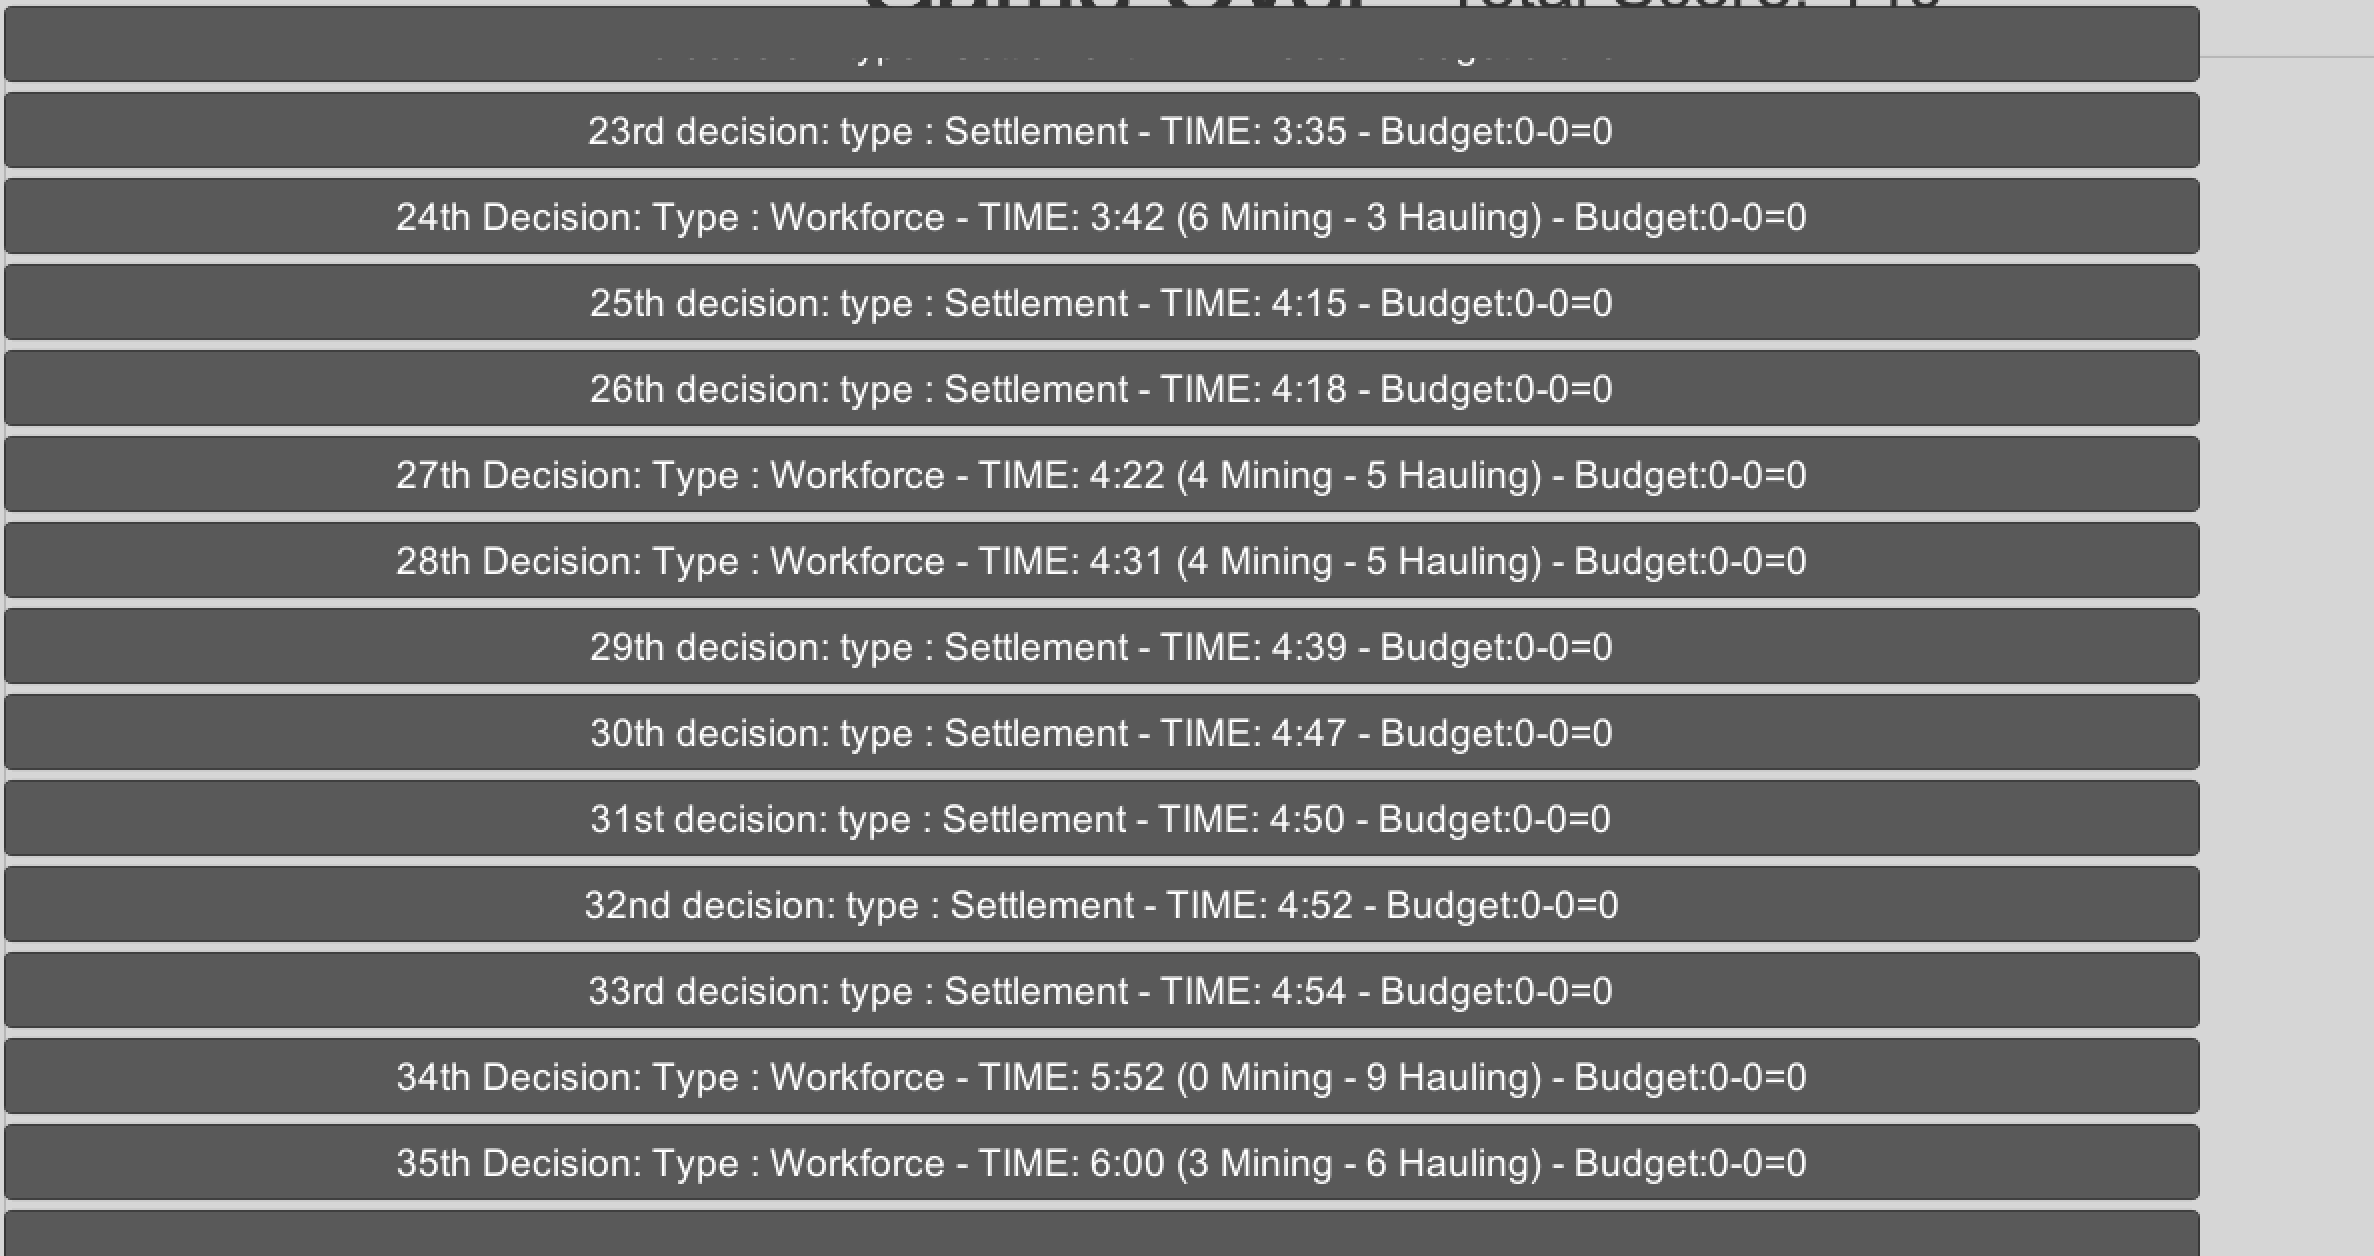 Total Score:
23rd decision: type : Settlement - TIME: 3:35 - Budget:0-0=0
24th Decision: Type : Workforce - TIME: 3:42 (6 Mining - 3 Hauling) - Budget:0-0=0
25th decision: type : Settlement - TIME: 4:15 - Budget:0-0=0
26th decision: type : Settlement - TIME: 4:18 - Budget:0-0=0
27th Decision: Type : Workforce - TIME: 4:22 (4 Mining - 5 Hauling) - Budget:0-0=0
28th Decision: Type : Workforce - TIME: 4:31 (4 Mining - 5 Hauling) - Budget:0-0=0
29th decision: type : Settlement - TIME: 4:39 - Budget:0-0=0
30th decision: type : Settlement - TIME: 4:47 - Budget:0-0=0
31st decision: type : Settlement - TIME: 4:50 - Budget:0-0=0
32nd decision: type : Settlement - TIME: 4:52 - Budget:0-0=0
33rd decision: type : Settlement - TIME: 4:54 - Budget:0-0=0
34th Decision: Type : Workforce - TIME: 5:52 (0 Mining - 9 Hauling) - Budget:0-0=0
35th Decision: Type : Workforce - TIME: 6:00 (3 Mining - 6 Hauling) - Budget:0-0=0